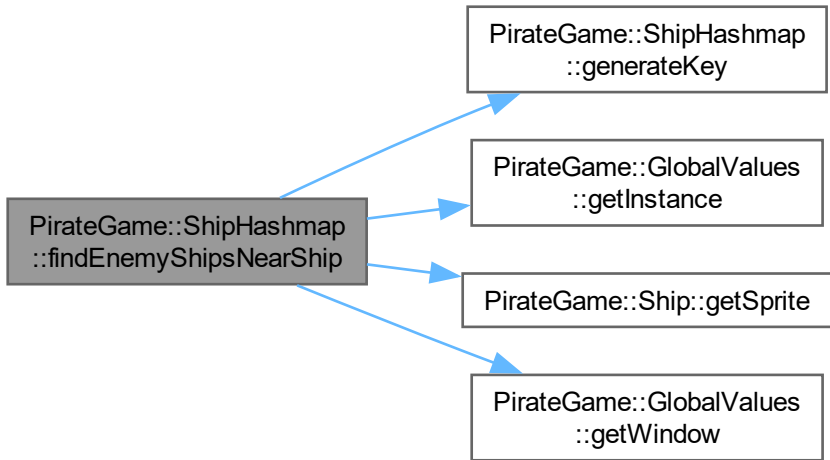 PirateGame::ShipHashmap
::findEnemyShipsNearShip
PirateGame::ShipHashmap
::generateKey
PirateGame::GlobalValues
::getInstance
PirateGame::Ship::getSprite
PirateGame::GlobalValues
::getWindow